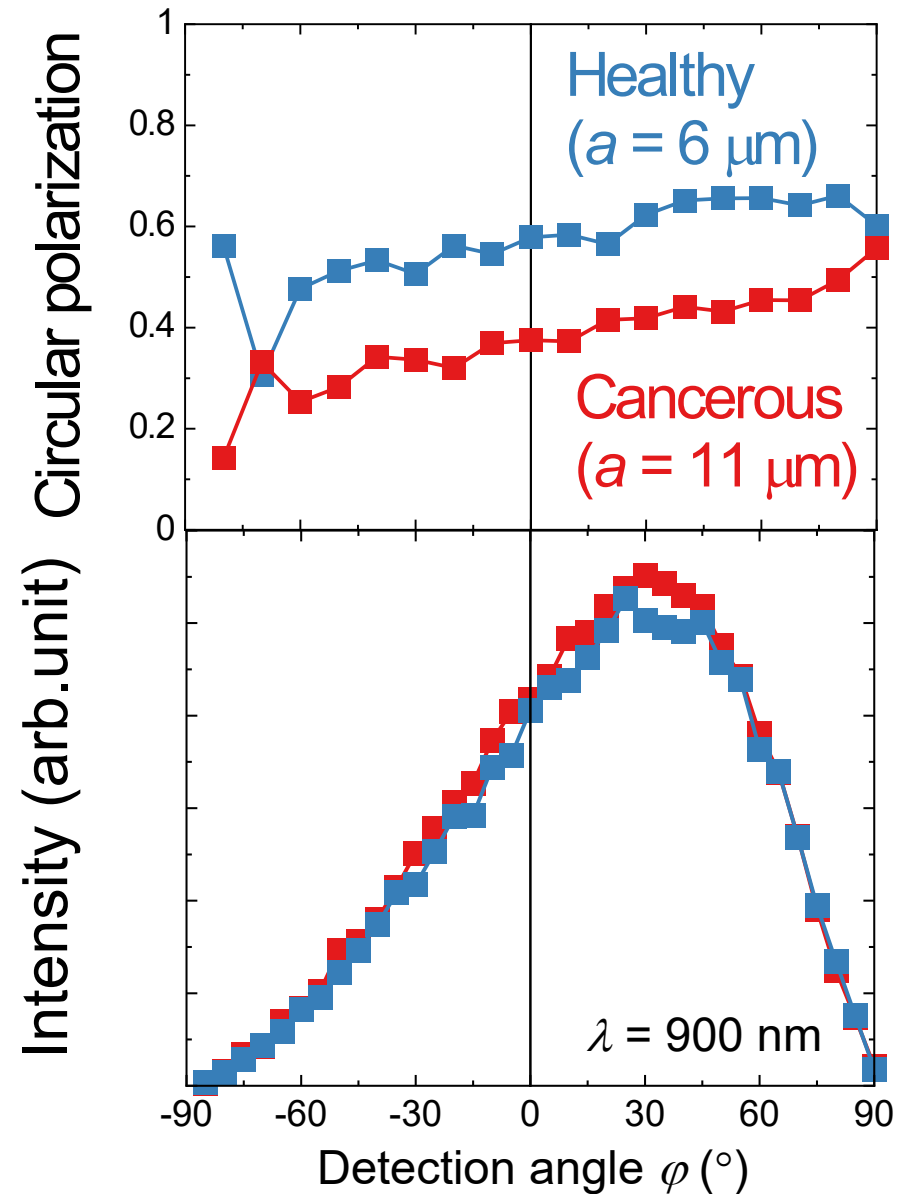 Circular polarization
1
0.8
0.6
0.4
0.2
0
Healthy
(a = 6 μm)
Cancerous
(a = 11 μm)
Intensity (arb.unit)
λ = 900 nm
-90 -60 -30 0 30 60 90
Detection angle φ (°)